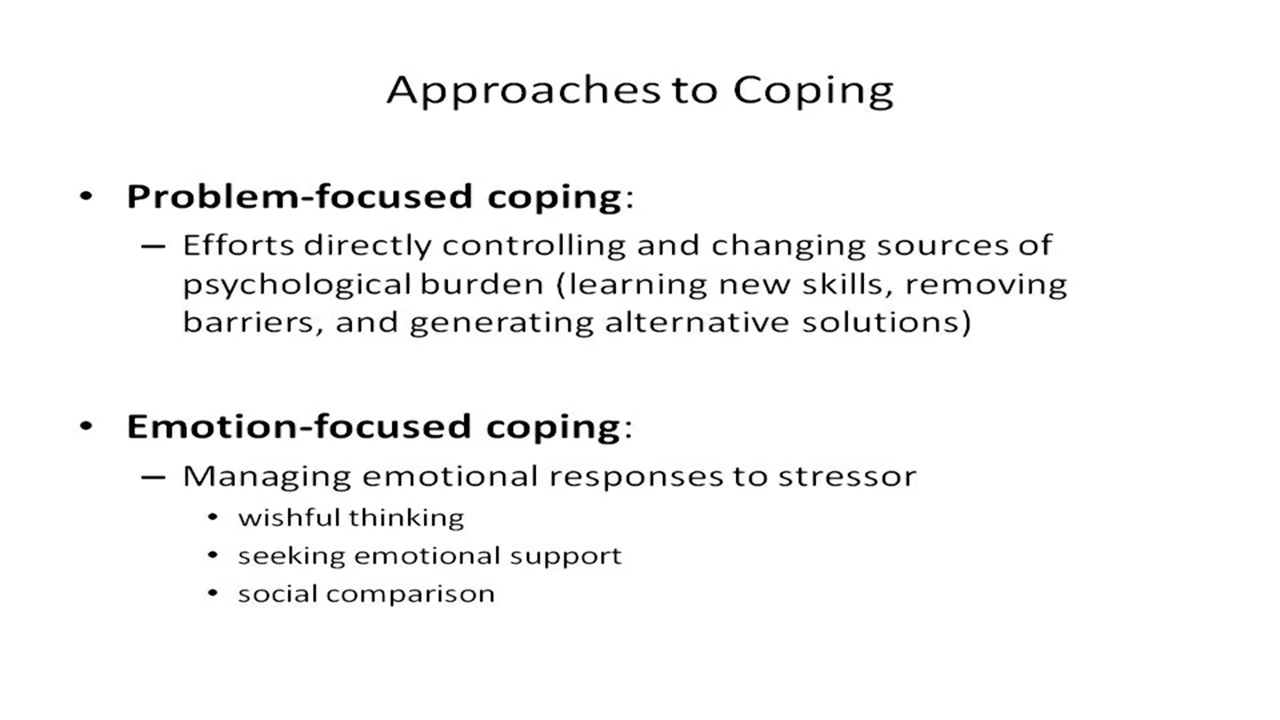 Approaches to Coping
• Problem-focused coping:
– Efforts directly controlling and changing sources of
psychological burden (learning new skills, removing
barriers, and generating alternative solutions)
• Emotion-focused coping:
– Managing emotional responses to stressor
• wishful thinking
• seeking emotional support
• social comparison